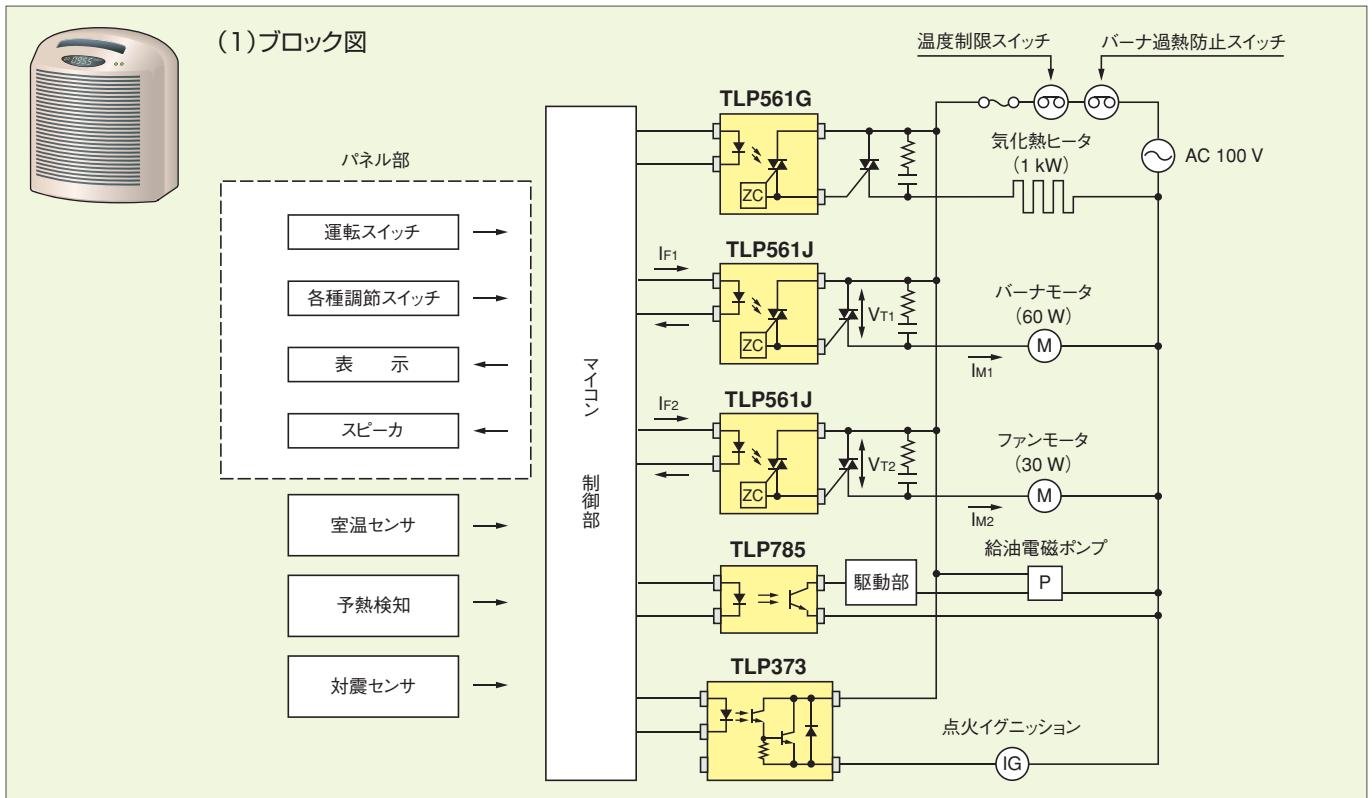 (1)ブロック図
0955
パネル部
運転スイッチ
各種調節スイッチ
表 示
スピーカ
室温センサ
予熱検知
対震センサ
マイコン 制御部
温度制限スイッチ
バーナ過熱防止スイッチ
TLP561G
ZC
気化熱ヒータ
(1 kW)
AC 100 V
IF1
TLP561J
ZC
VT1
バーナモータ
(60 W)
M
IM1
IF2
TLP561J
ZC
VT2
ファンモータ
(30 W)
M
IM2
TLP785
駆動部
給油電磁ポンプ
P
TLP373
点火イグニッション
IG